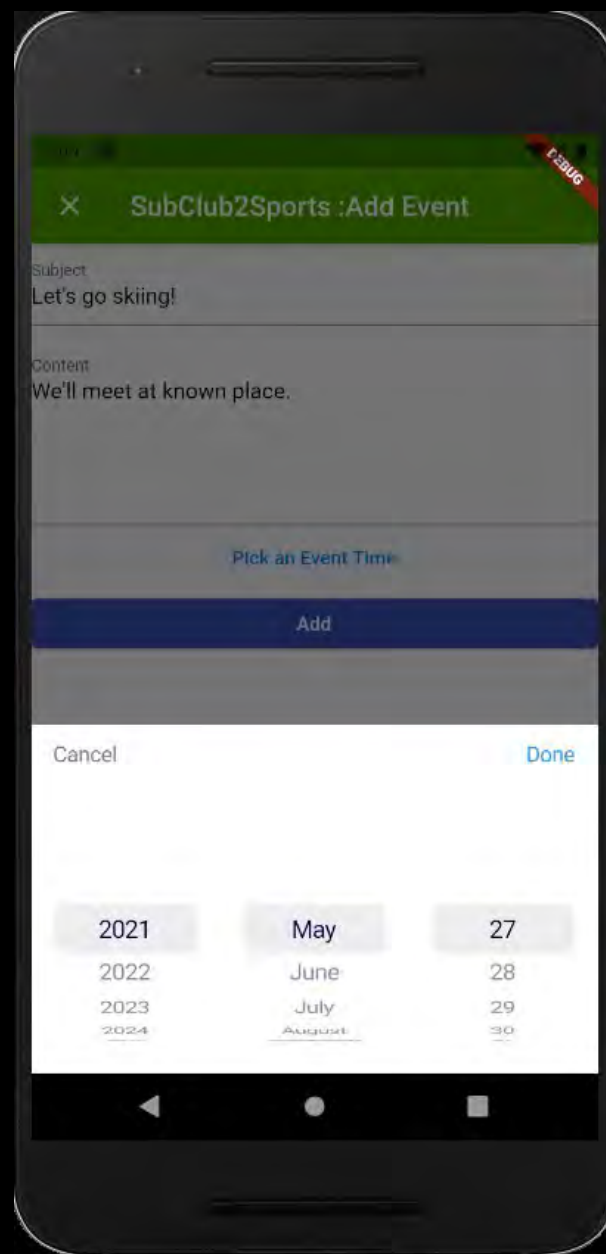 DEBUG
SubClub2Sports :Add Event
Subject
Let's go skiing!
Content
We'll meet at known place.
Pick an Event Time
Add
Cancel Done
2021 May 27
2022 June 28
2023 July 29
2024 August 30